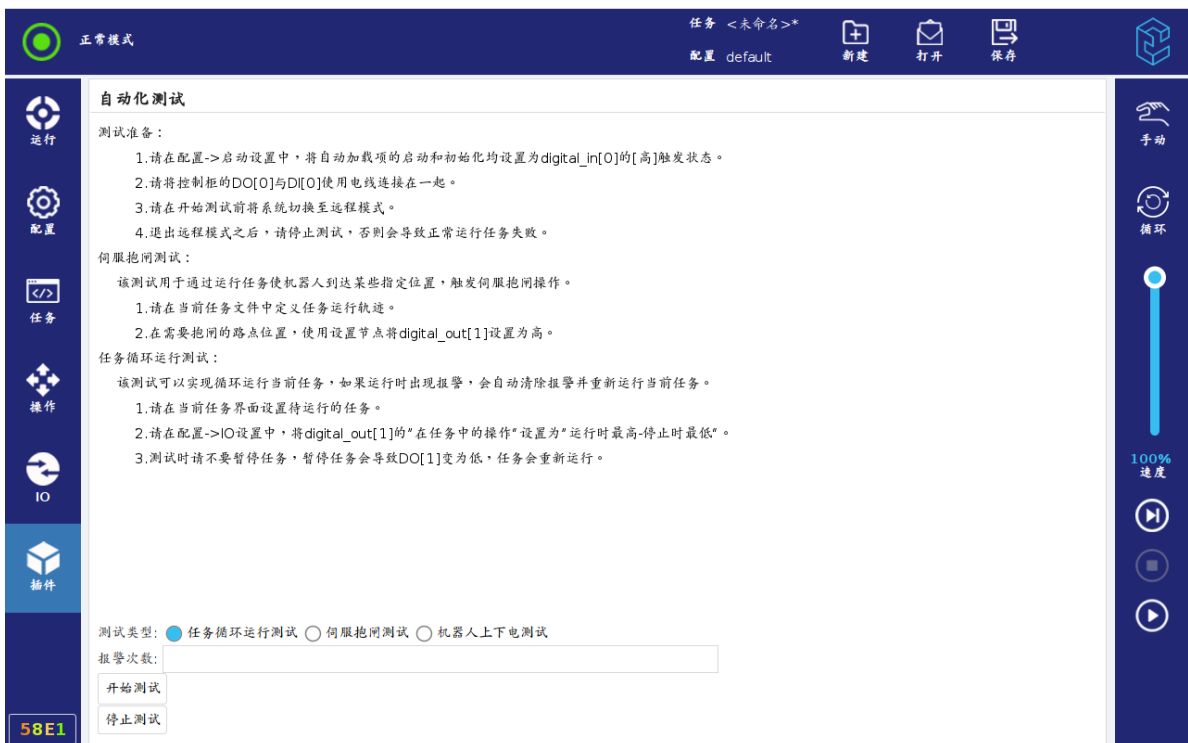 正常模式
任务 <未命名>*
配置 default
新建
打开
保存
运行
配置
任务
操作
IO
插件
58E1
自动化测试
测试准备：
1.请在配置->启动设置中，将自动加载项的启动和初始化均设置为digital_in[0]的[高]触发状态。
2.请将控制柜的DO[0]与DI[0]使用电线连接在一起。
3.请在开始测试前将系统切换至远程模式。
4.退出远程模式之后，请停止测试，否则会导致正常运行任务失败。
伺服抱闸测试：
该测试用于通过运行任务使机器人到达某些指定位置，触发伺服抱闸操作。
1.请在当前任务文件中定义任务运行轨迹。
2.在需要抱闸的路点位置，使用设置节点将digital_out[1]设置为高。
任务循环运行测试：
该测试可以实现循环运行当前任务，如果运行时出现报警，会自动清除报警并重新运行当前任务。
1.请在当前任务界面设置待运行的任务。
2.请在配置->IO设置中，将digital_out[1]的"在任务中的操作"设置为"运行时最高-停止时最低"。
3.测试时请不要暂停任务，暂停任务会导致DO[1]变为低，任务会重新运行。
测试类型: 任务循环运行测试 伺服抱闸测试 机器人上下电测试
报警次数:
开始测试
停止测试
手动
循环
100%
速度